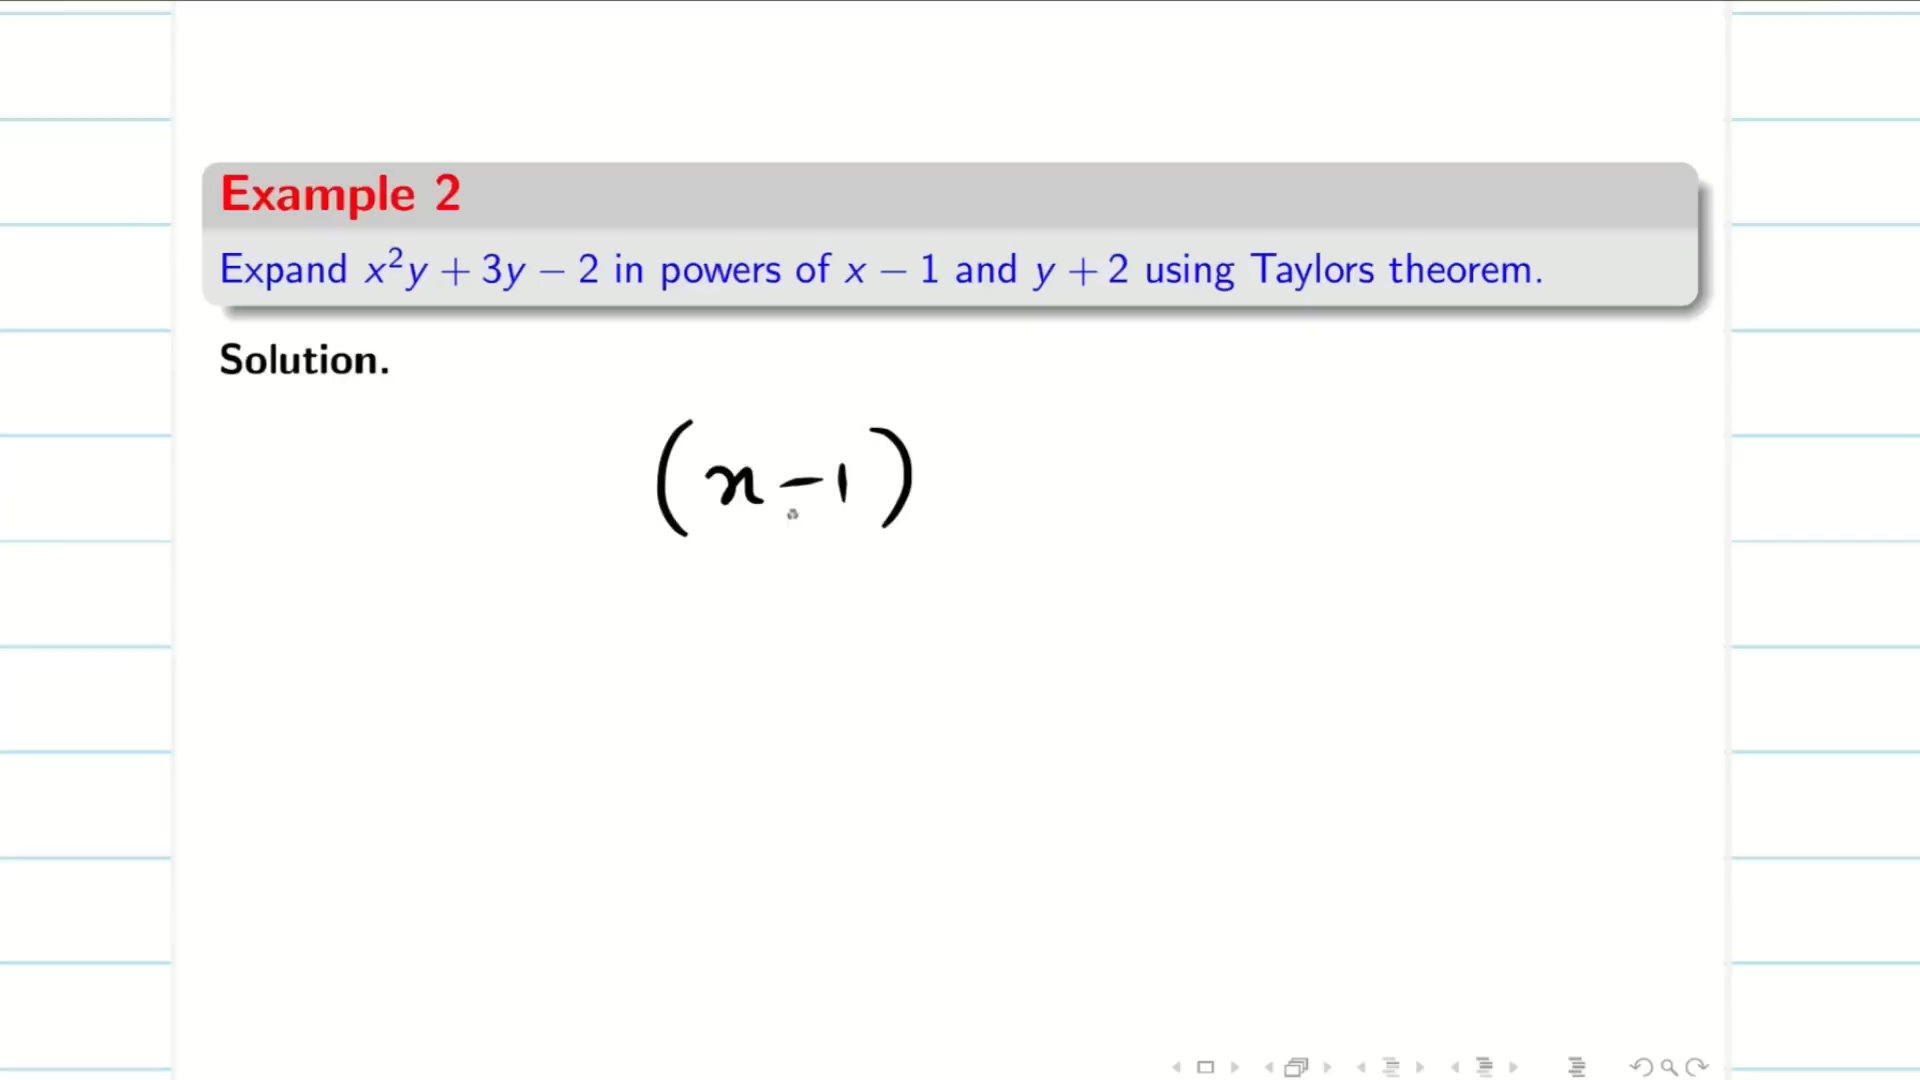 Example 2
Expand x²y + 3y − 2 in powers of x − 1 and y + 2 using Taylors theorem.
Solution.
(x − 1)